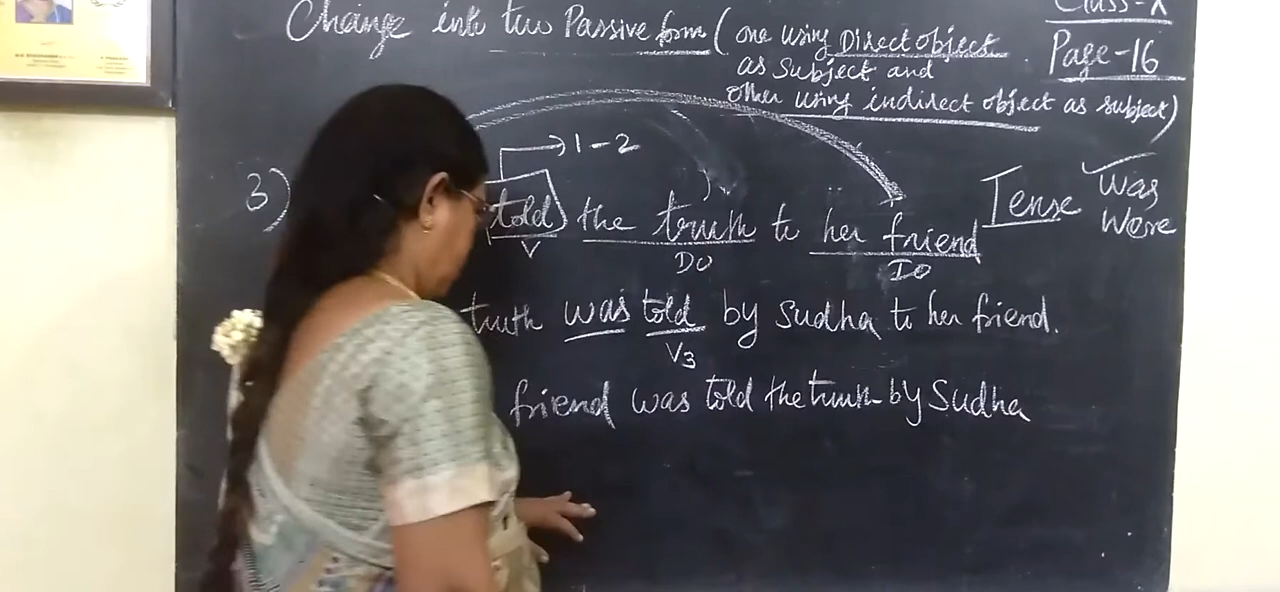 Change into two Passive form ( one using Direct object
as subject and
other using indirect object as subject)
Class-X
Page-16
1-2
3) told the truth to her friend
V DO IO
Tense was
were
truth was told by Sudha to her friend.
V3
friend was told the truth by Sudha